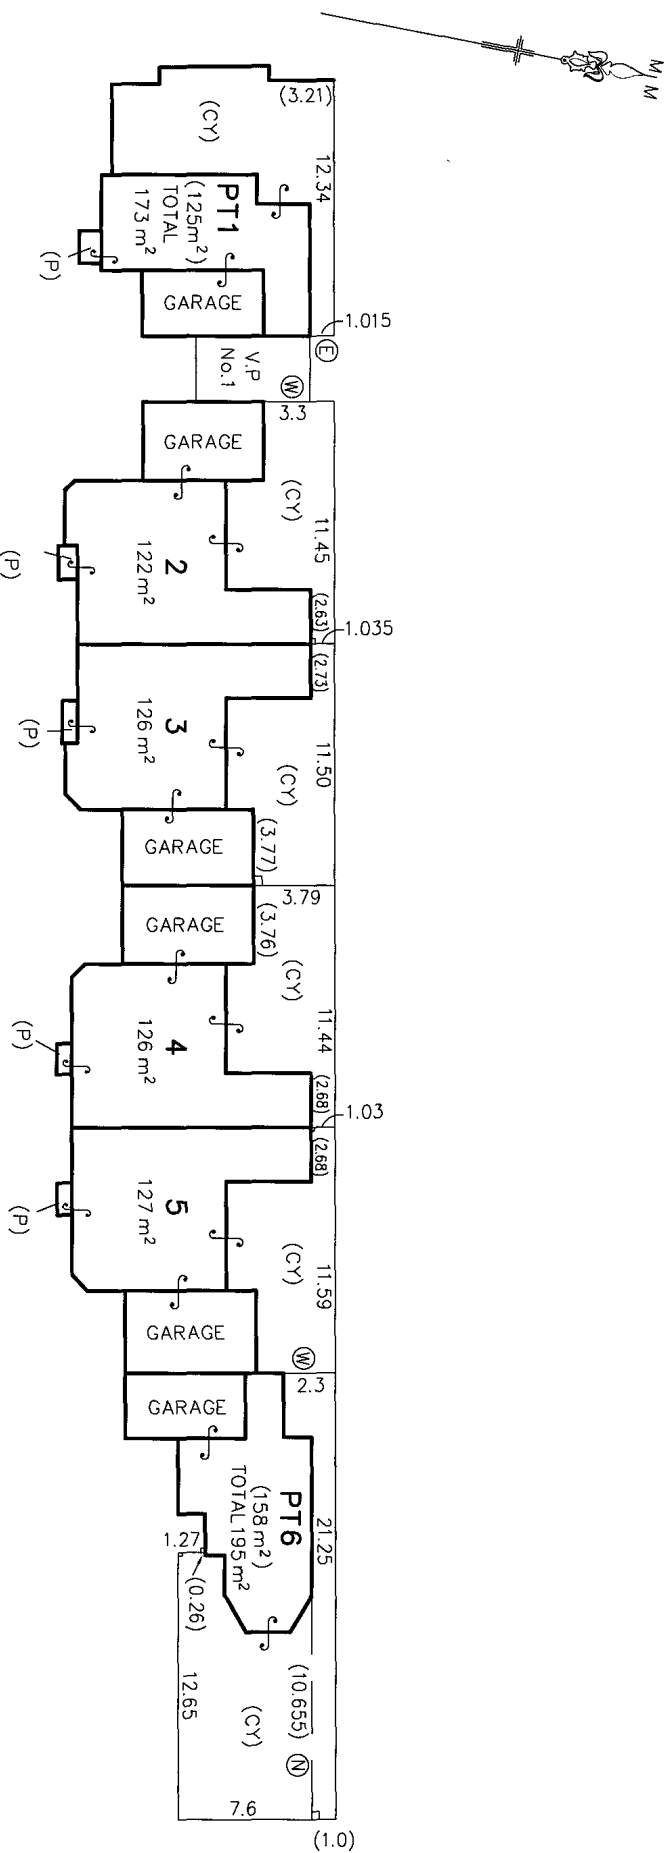 M M
(3.21)
(CY)
12.34
PT1
(125m²)
TOTAL
173 m²
(P)
GARAGE
1.015
E
V.P
No.1
W
3.3
GARAGE
(CY)
11.45
2
122 m²
(P)
(2.63)
1.035
(2.73)
3
126 m²
(P)
11.50
(CY)
GARAGE
(3.77)
3.79
GARAGE
(3.76)
(CY)
11.44
4
126 m²
(P)
(2.68)
1.03
(2.68)
5
127 m²
(P)
(CY)
11.59
GARAGE
W
2.3
GARAGE
PT6
(158 m²)
TOTAL 195 m²
21.25
1.27
(0.26)
12.65
(10.655)
(CY)
N
7.6
(1.0)